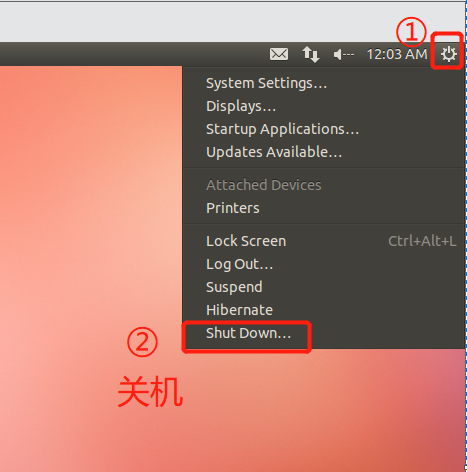 ①
12:03 AM
System Settings...
Displays...
Startup Applications...
Updates Available...
Attached Devices
Printers
Lock Screen Ctrl+Alt+L
Log Out...
Suspend
Hibernate
Shut Down...
②
关机